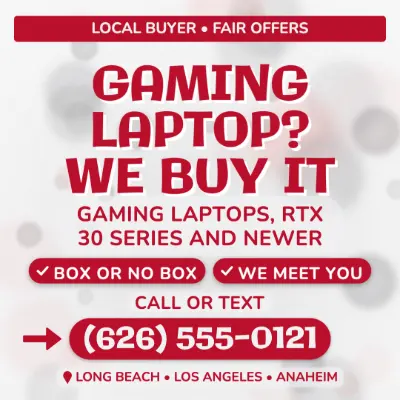 LOCAL BUYER • FAIR OFFERS
GAMING
LAPTOP?
WE BUY IT
GAMING LAPTOPS, RTX
30 SERIES AND NEWER
BOX OR NO BOX WE MEET YOU
CALL OR TEXT
(626) 555-0121
LONG BEACH • LOS ANGELES • ANAHEIM